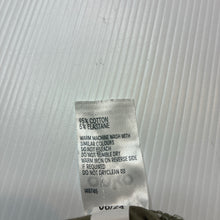 95% COTTON
5% ELASTANE
WARM MACHINE WASH WITH
SIMILAR COLOURS
DO NOT BLEACH
DO NOT TUMBLE DRY
WARM IRON ON REVERSE SIDE
IF REQUIRED
DO NOT DRYCLEAN